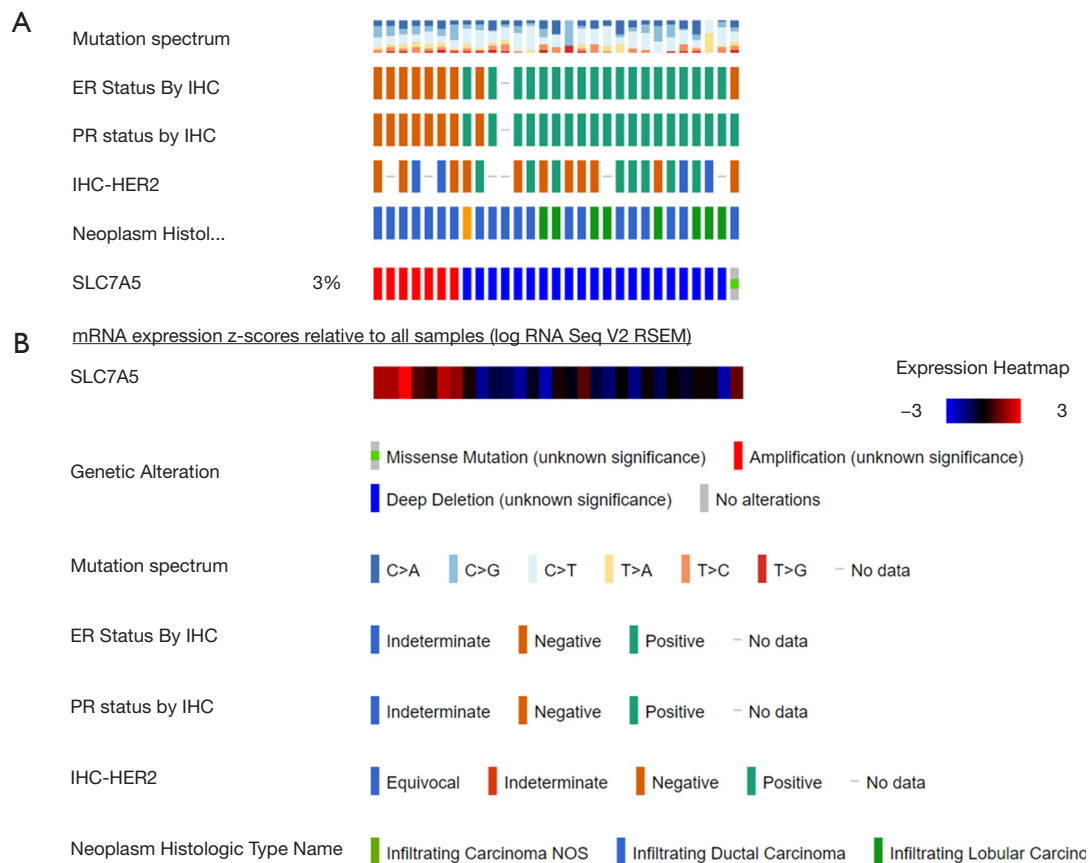 A
Mutation spectrum
ER Status By IHC
PR status by IHC
IHC-HER2
Neoplasm Histol...
SLC7A5 3%
B mRNA expression z-scores relative to all samples (log RNA Seq V2 RSEM)
SLC7A5
Expression Heatmap
−3 3
Genetic Alteration
Missense Mutation (unknown significance) Amplification (unknown significance)
Deep Deletion (unknown significance) No alterations
Mutation spectrum C>A C>G C>T T>A T>C T>G – No data
ER Status By IHC Indeterminate Negative Positive – No data
PR status by IHC Indeterminate Negative Positive – No data
IHC-HER2 Equivocal Indeterminate Negative Positive – No data
Neoplasm Histologic Type Name Infiltrating Carcinoma NOS Infiltrating Ductal Carcinoma Infiltrating Lobular Carcino